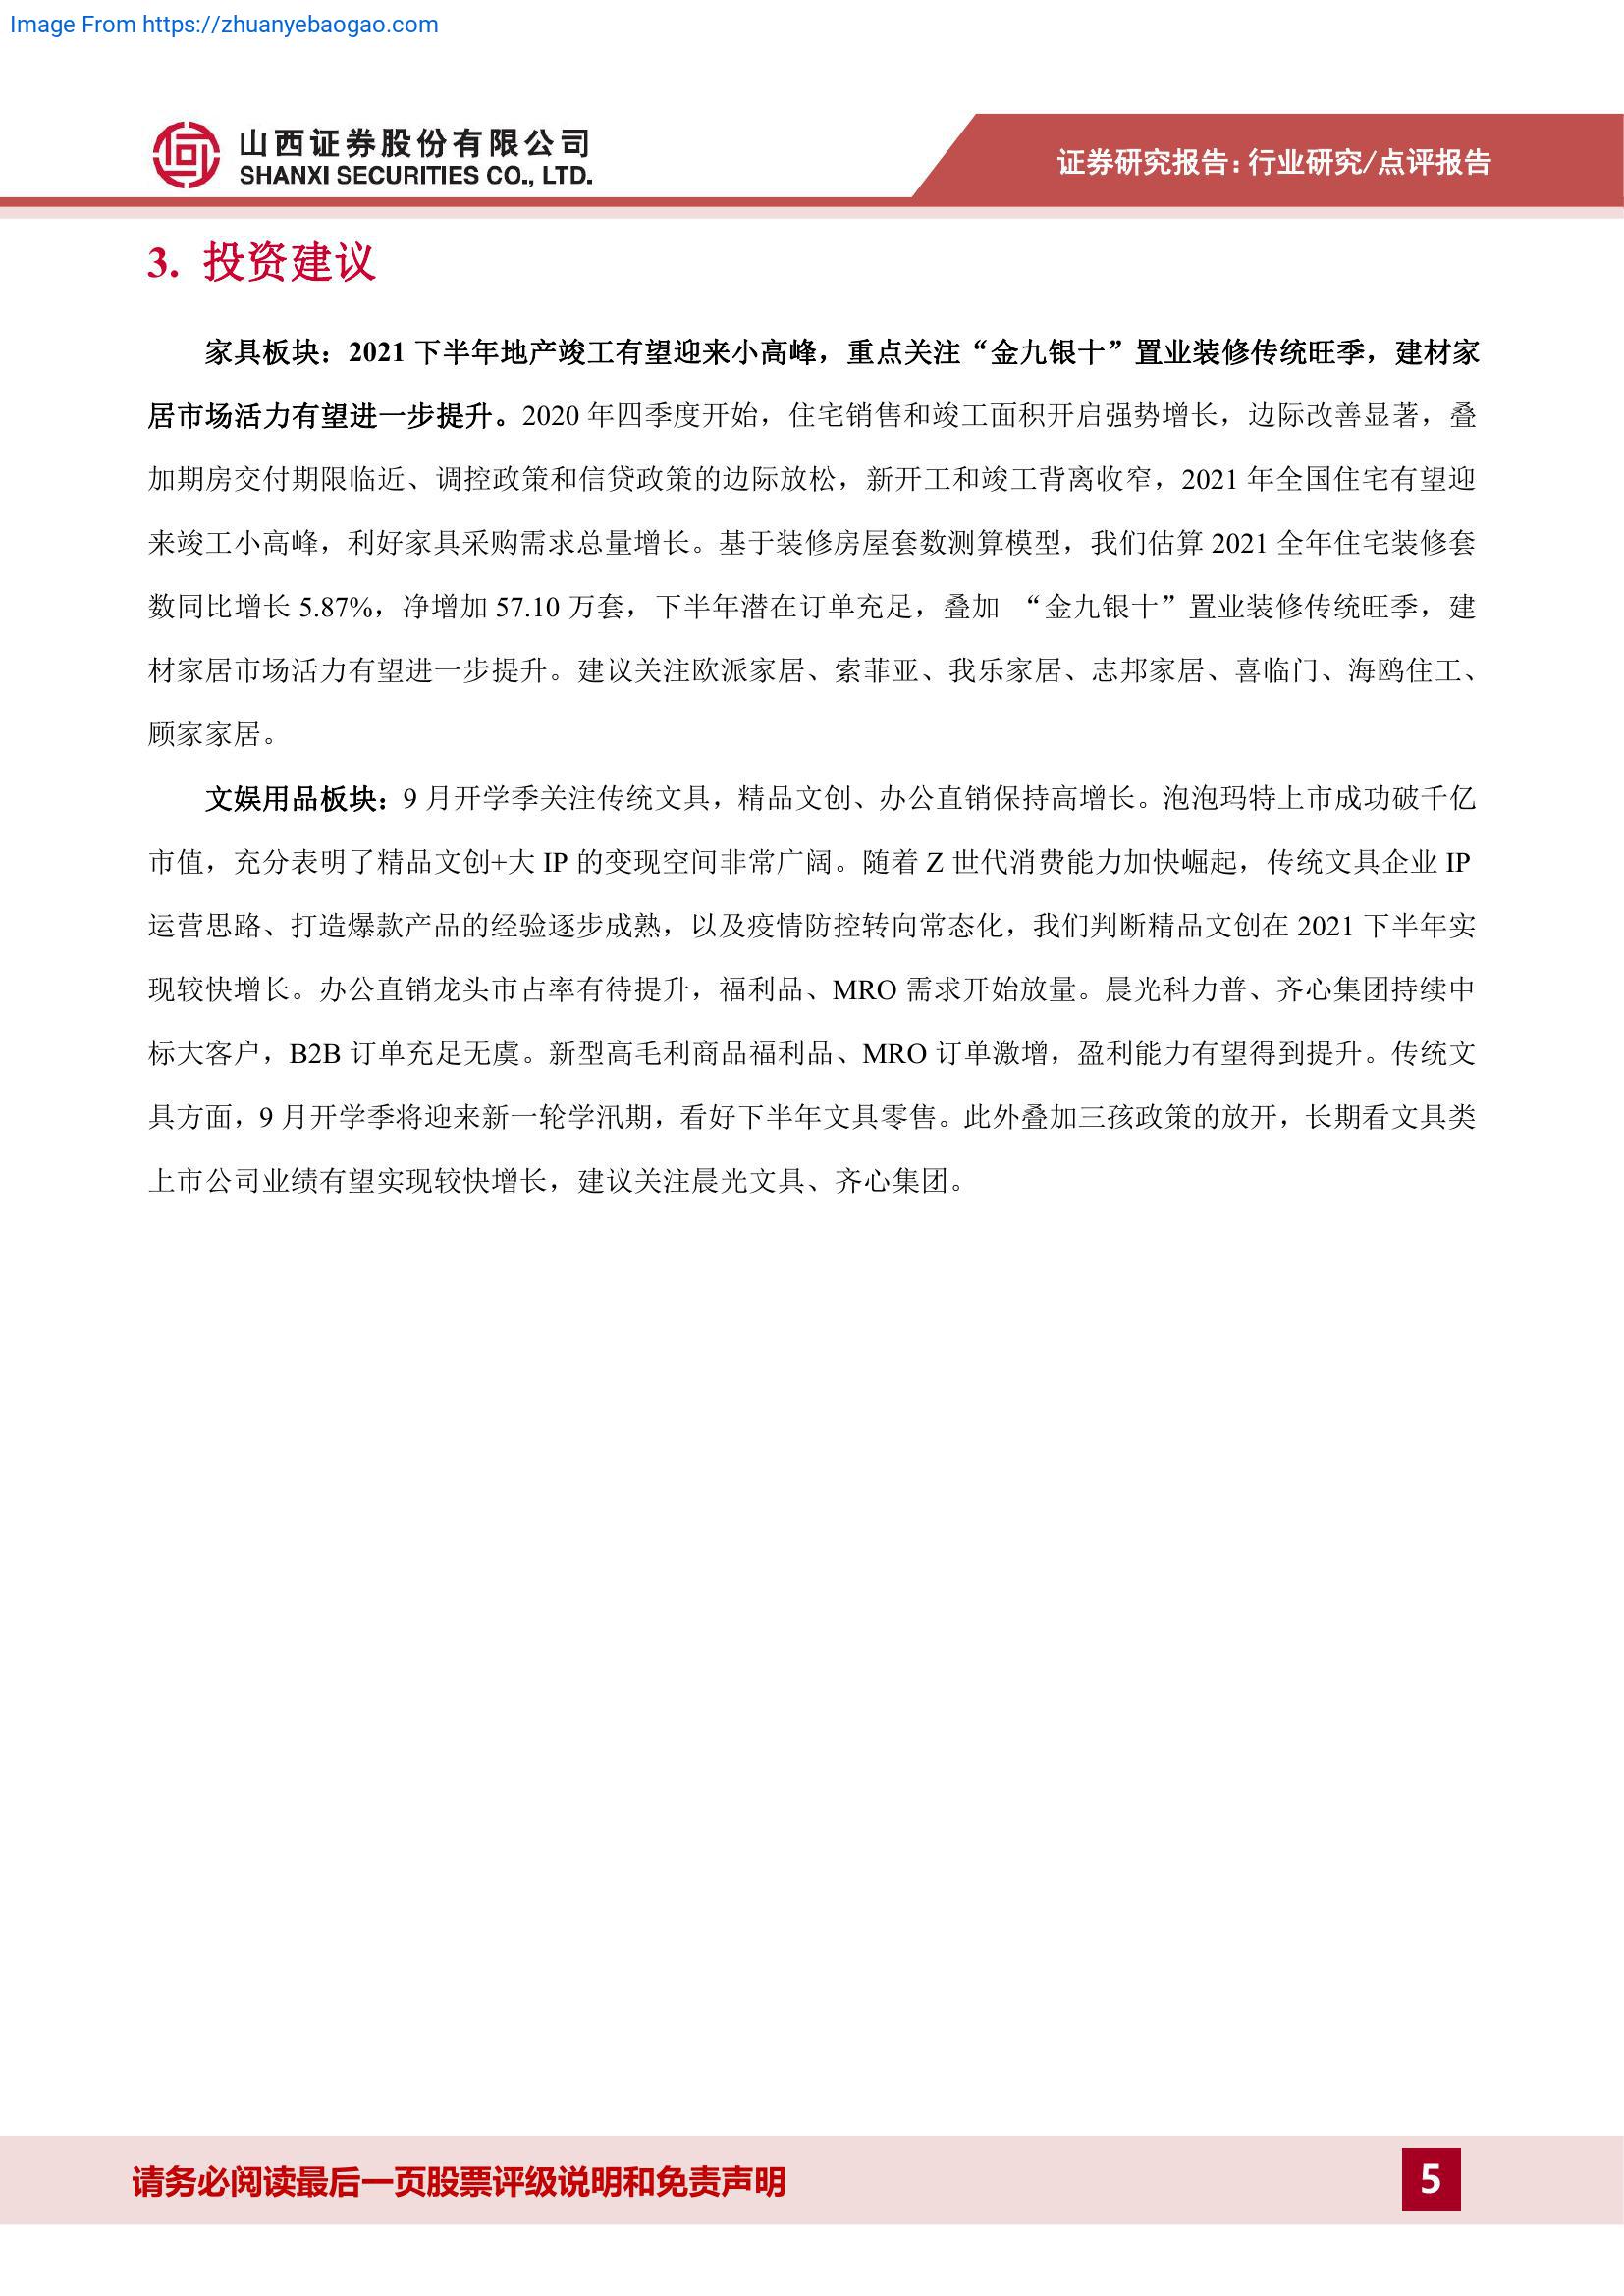 Image From https://zhuanyebaogao.com
山西证券股份有限公司
SHANXI SECURITIES CO., LTD.
证券研究报告：行业研究/点评报告
3. 投资建议
家具板块：2021 下半年地产竣工有望迎来小高峰，重点关注“金九银十”置业装修传统旺季，建材家
居市场活力有望进一步提升。2020 年四季度开始，住宅销售和竣工面积开启强势增长，边际改善显著，叠
加期房交付期限临近、调控政策和信贷政策的边际放松，新开工和竣工背离收窄，2021 年全国住宅有望迎
来竣工小高峰，利好家具采购需求总量增长。基于装修房屋套数测算模型，我们估算 2021 全年住宅装修套
数同比增长 5.87%，净增加 57.10 万套，下半年潜在订单充足，叠加 “金九银十”置业装修传统旺季，建
材家居市场活力有望进一步提升。建议关注欧派家居、索菲亚、我乐家居、志邦家居、喜临门、海鸥住工、
顾家家居。
文娱用品板块：9 月开学季关注传统文具，精品文创、办公直销保持高增长。泡泡玛特上市成功破千亿
市值，充分表明了精品文创+大 IP 的变现空间非常广阔。随着 Z 世代消费能力加快崛起，传统文具企业 IP
运营思路、打造爆款产品的经验逐步成熟，以及疫情防控转向常态化，我们判断精品文创在 2021 下半年实
现较快增长。办公直销龙头市占率有待提升，福利品、MRO 需求开始放量。晨光科力普、齐心集团持续中
标大客户，B2B 订单充足无虞。新型高毛利商品福利品、MRO 订单激增，盈利能力有望得到提升。传统文
具方面，9 月开学季将迎来新一轮学汛期，看好下半年文具零售。此外叠加三孩政策的放开，长期看文具类
上市公司业绩有望实现较快增长，建议关注晨光文具、齐心集团。
请务必阅读最后一页股票评级说明和免责声明
5